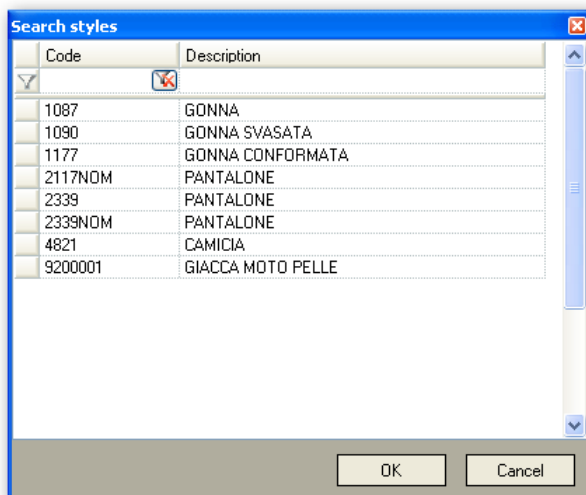 Search styles
Code Description
1087 GONNA
1090 GONNA SVASATA
1177 GONNA CONFORMATA
2117NOM PANTALONE
2339 PANTALONE
2339NOM PANTALONE
4821 CAMICIA
9200001 GIACCA MOTO PELLE
OK Cancel